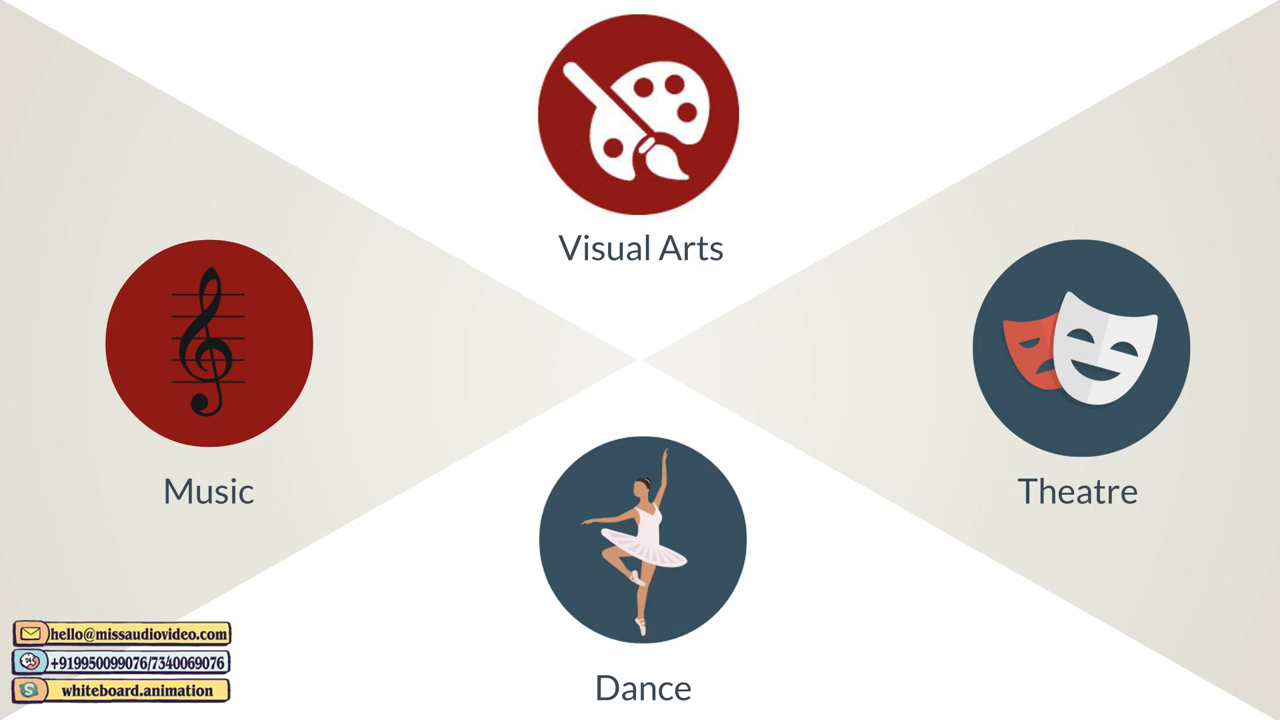 Visual Arts
Music
Theatre
Dance
hello@missaudiovideo.com
+919950099076/7340069076
whiteboard.animation